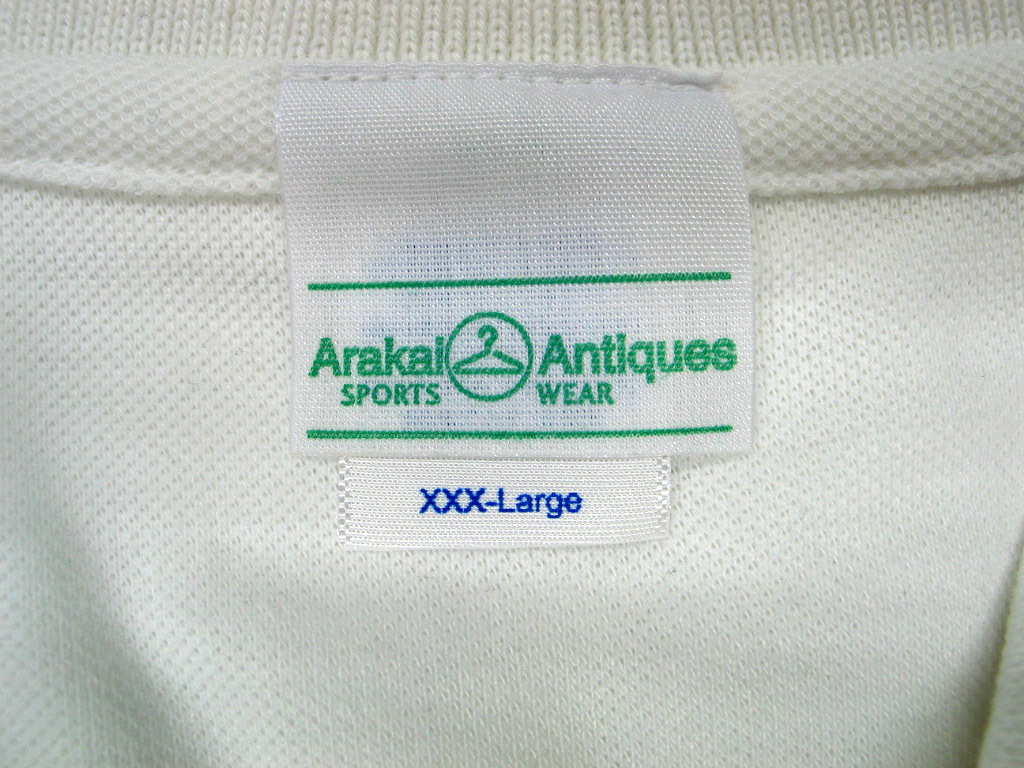 Arakai Antiques
SPORTS WEAR
XXX-Large